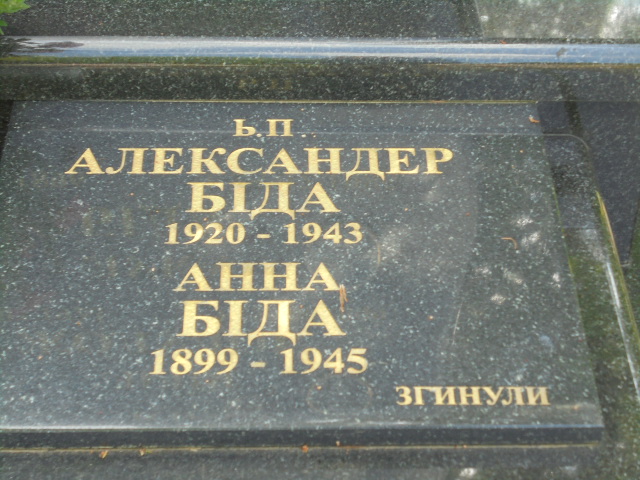 Ь.П.
АЛЕКСАНДЕР
БІДА
1920 - 1943
АННА
БІДА
1899 - 1945
ЗГИНУЛИ